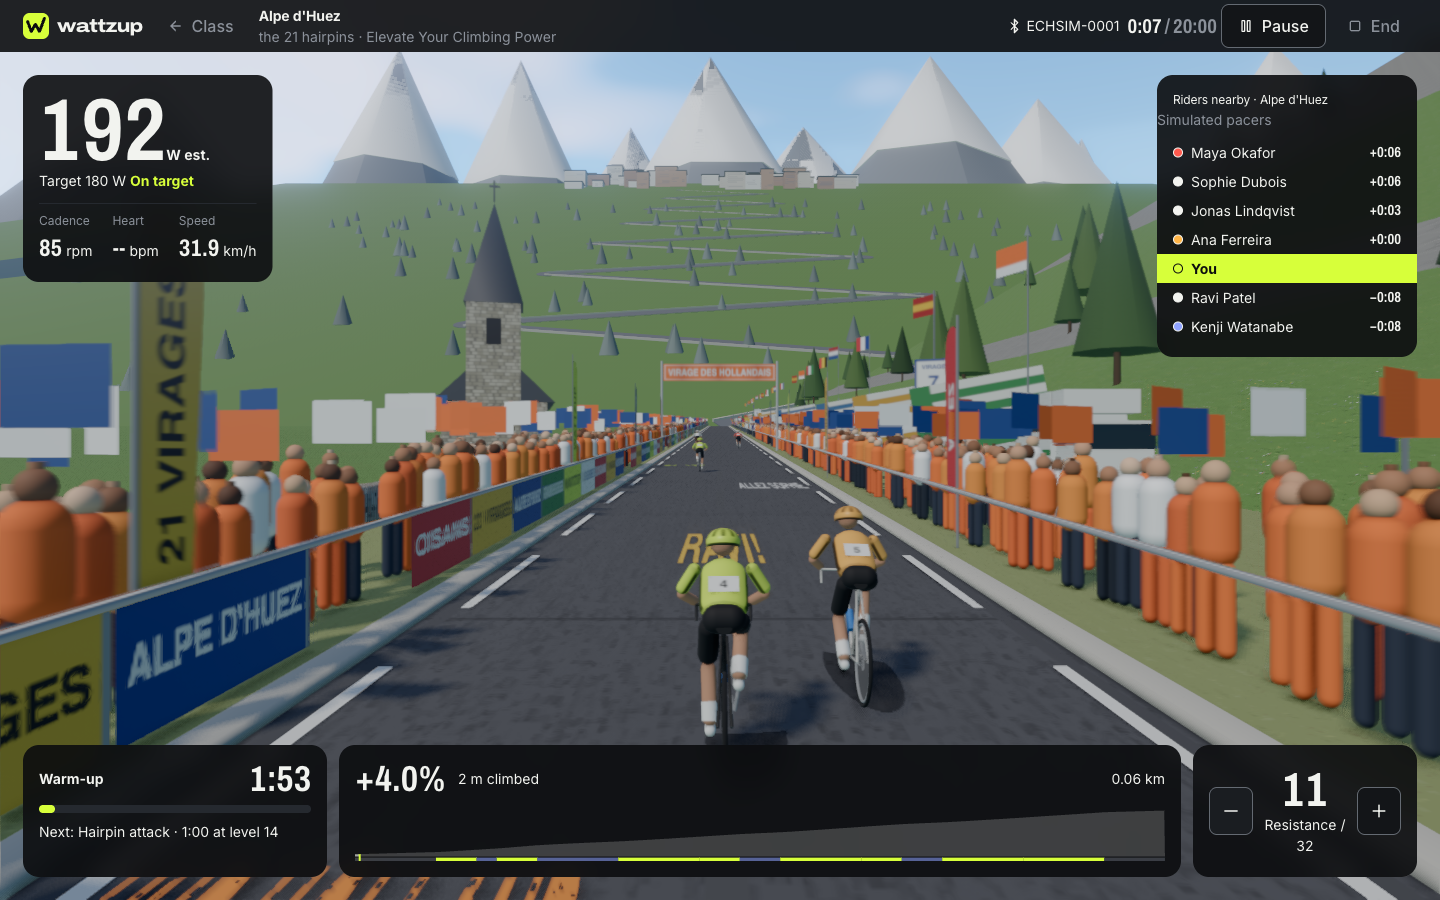 wattzup
Class
Alpe d'Huez
the 21 hairpins · Elevate Your Climbing Power
ECHSIM-0001
0:07 / 20:00
Pause
End
192 W est.
Target 180 W On target
Cadence Heart Speed
85 rpm -- bpm 31.9 km/h
Riders nearby · Alpe d'Huez
Simulated pacers
Maya Okafor +0:06
Sophie Dubois +0:06
Jonas Lindqvist +0:03
Ana Ferreira +0:00
You
Ravi Patel −0:08
Kenji Watanabe −0:08
21 VIRAGES
VIRAGE DES HOLLANDAIS
7
OISANS
ALPE D'HUEZ
GES
4
5
Warm-up 1:53
Next: Hairpin attack · 1:00 at level 14
+4.0% 2 m climbed 0.06 km
−
11
+
Resistance /
32